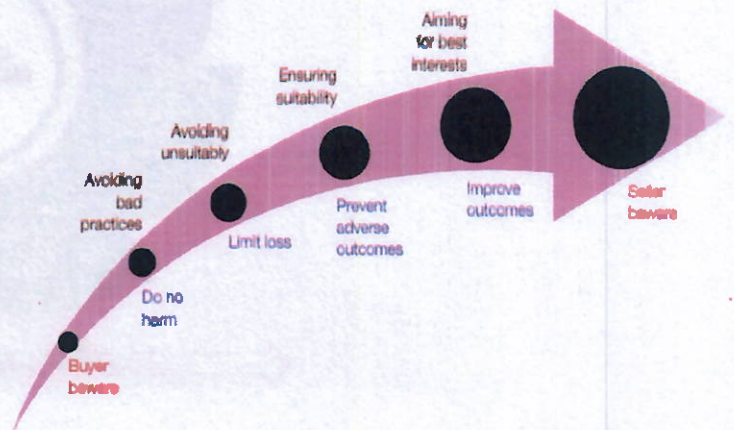 Aiming
for best
interests
Ensuring
suitability
Avoiding
unsuitably
Avoiding
bad
practices
Improve
outcomes
Seller
beware
Prevent
adverse
outcomes
Limit loss
Do no
harm
Buyer
beware